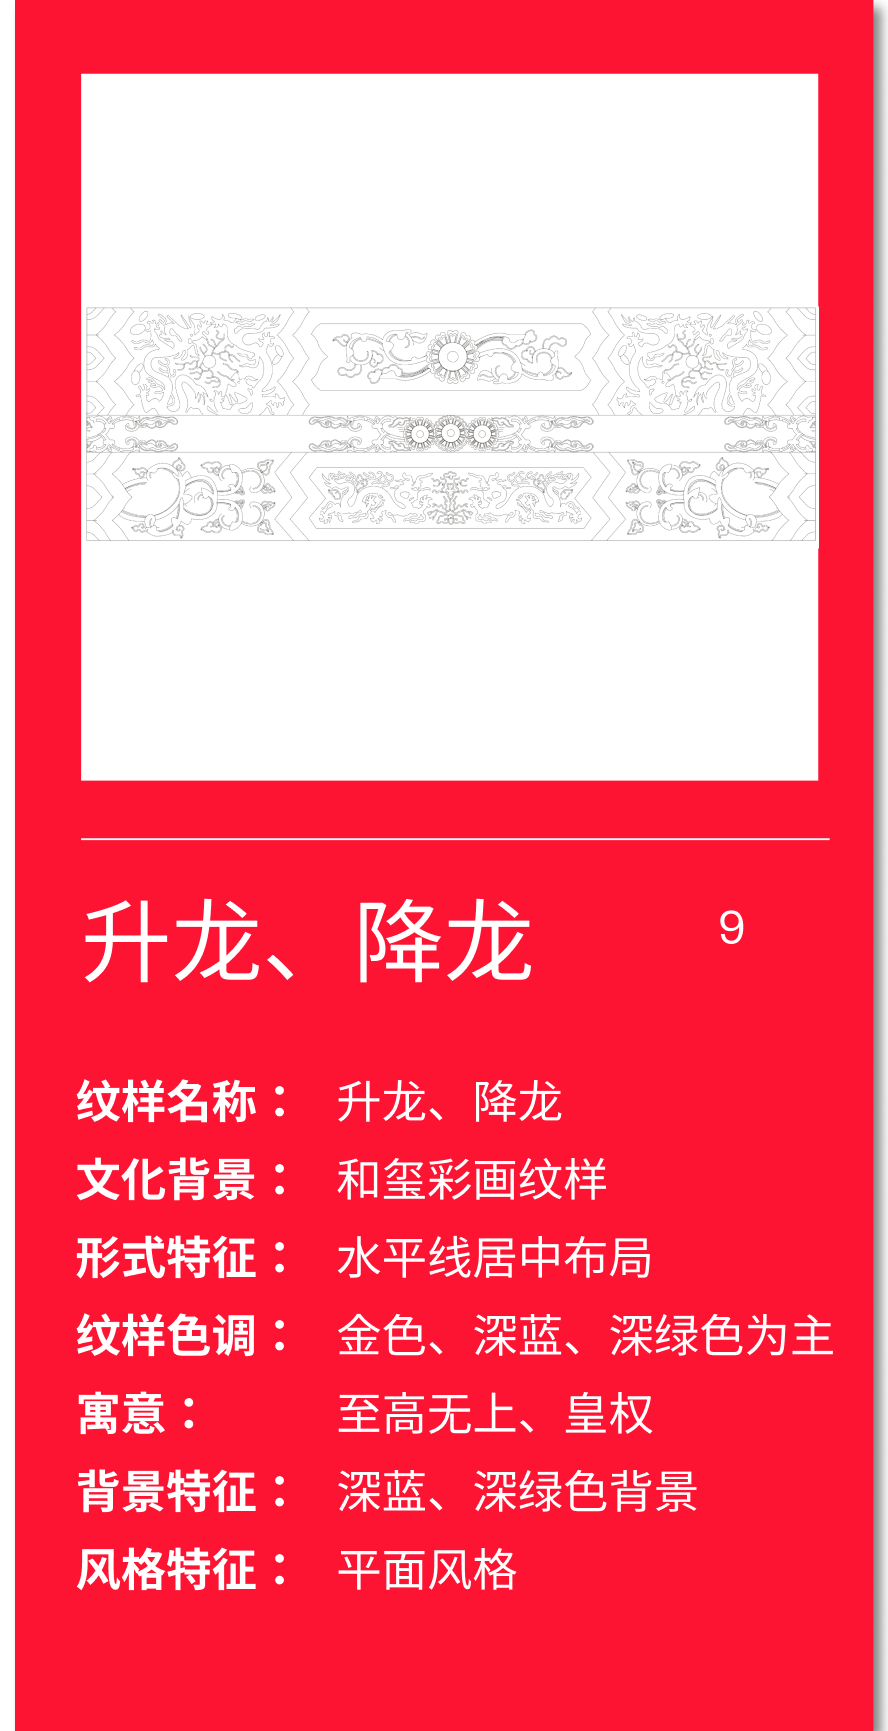 升龙、降龙 9
纹样名称： 升龙、降龙
文化背景： 和玺彩画纹样
形式特征： 水平线居中布局
纹样色调： 金色、深蓝、深绿色为主
寓意： 至高无上、皇权
背景特征： 深蓝、深绿色背景
风格特征： 平面风格